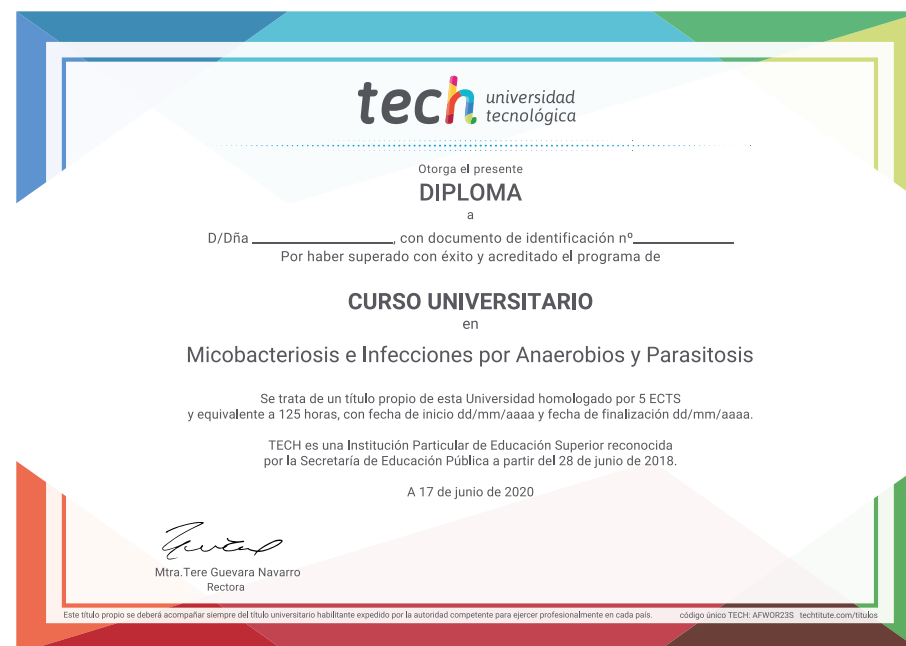 tech universidad
tecnológica
Otorga el presente
DIPLOMA
a
D/Dña ____________, con documento de identificación nº____________
Por haber superado con éxito y acreditado el programa de
CURSO UNIVERSITARIO
en
Micobacteriosis e Infecciones por Anaerobios y Parasitosis
Se trata de un título propio de esta Universidad homologado por 5 ECTS
y equivalente a 125 horas, con fecha de inicio dd/mm/aaaa y fecha de finalización dd/mm/aaaa.
TECH es una Institución Particular de Educación Superior reconocida
por la Secretaría de Educación Pública a partir del 28 de junio de 2018.
A 17 de junio de 2020
Mtra.Tere Guevara Navarro
Rectora
Este título propio se deberá acompañar siempre del título universitario habilitante expedido por la autoridad competente para ejercer profesionalmente en cada país. código único TECH: AFWOR23S techtitute.com/titulos